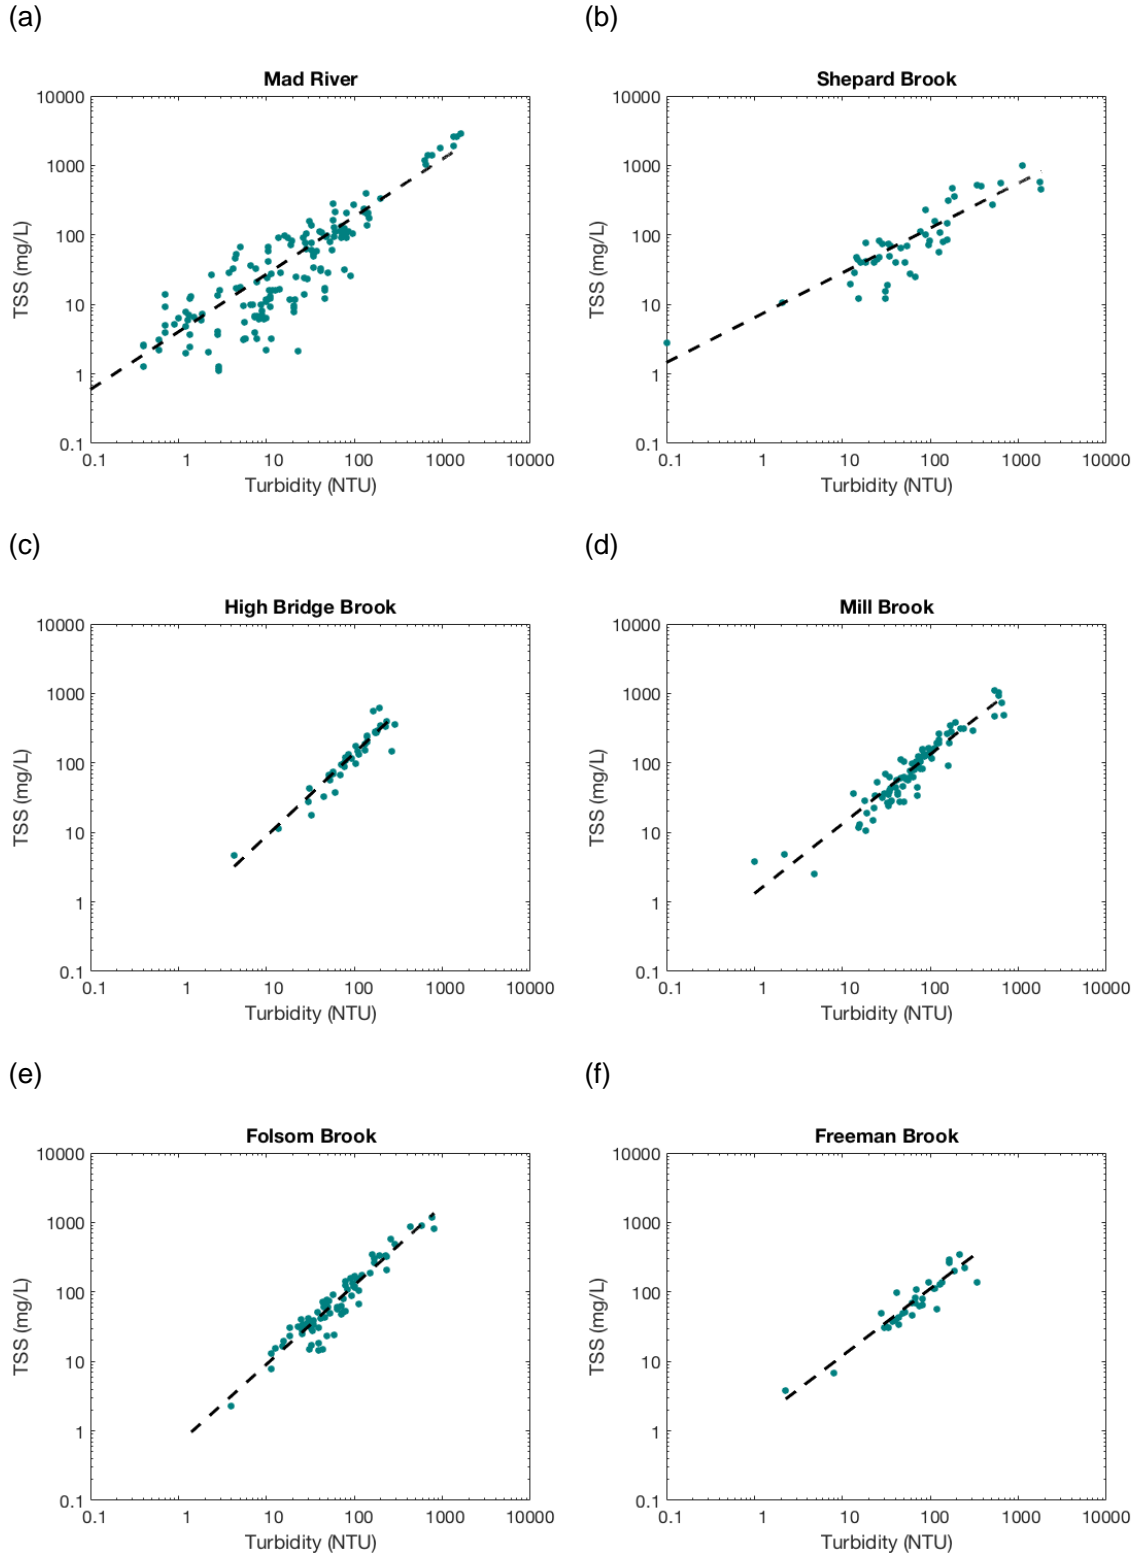 (a)
(b)
Mad River
10000
1000
100
10
1
0.1
TSS (mg/L)
0.1 1 10 100 1000 10000
Turbidity (NTU)
Shepard Brook
10000
1000
100
10
1
0.1
TSS (mg/L)
0.1 1 10 100 1000 10000
Turbidity (NTU)
(c)
(d)
High Bridge Brook
10000
1000
100
10
1
0.1
TSS (mg/L)
0.1 1 10 100 1000 10000
Turbidity (NTU)
Mill Brook
10000
1000
100
10
1
0.1
TSS (mg/L)
0.1 1 10 100 1000 10000
Turbidity (NTU)
(e)
(f)
Folsom Brook
10000
1000
100
10
1
0.1
TSS (mg/L)
0.1 1 10 100 1000 10000
Turbidity (NTU)
Freeman Brook
10000
1000
100
10
1
0.1
TSS (mg/L)
0.1 1 10 100 1000 10000
Turbidity (NTU)